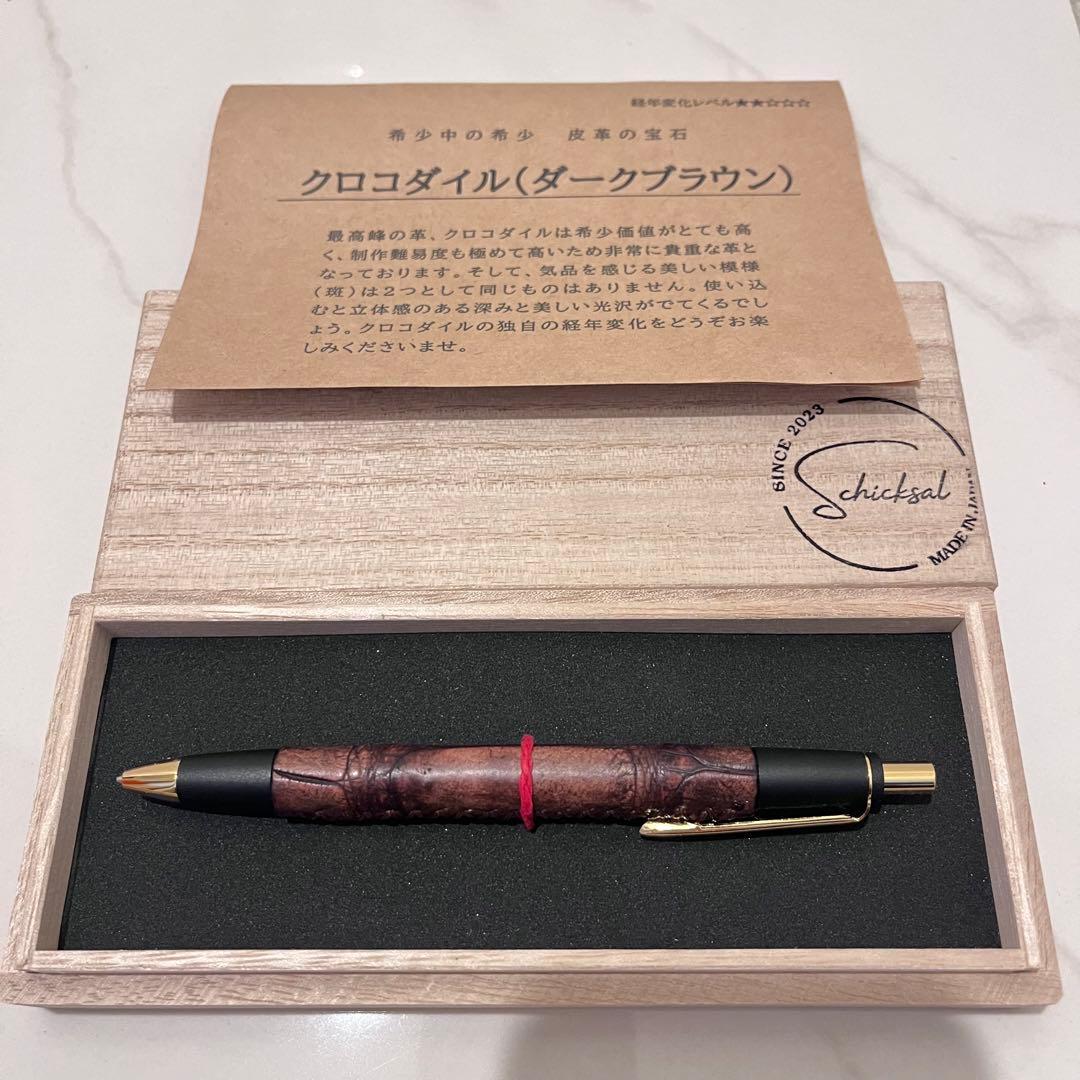 経年変化レベル★★☆☆☆
希少中の希少　皮革の宝石
クロコダイル(ダークブラウン)
最高峰の革、クロコダイルは希少価値がとても高
く、制作難易度も極めて高いため非常に貴重な革と
なっております。そして、気品を感じる美しい模様
(斑)は２つとして同じものはありません。使い込
むと立体感のある深みと美しい光沢がでてくるでし
ょう。クロコダイルの独自の経年変化をどうぞお楽
しみくださいませ。
SINCE 2023
Schicksal
MADE IN JAPAN